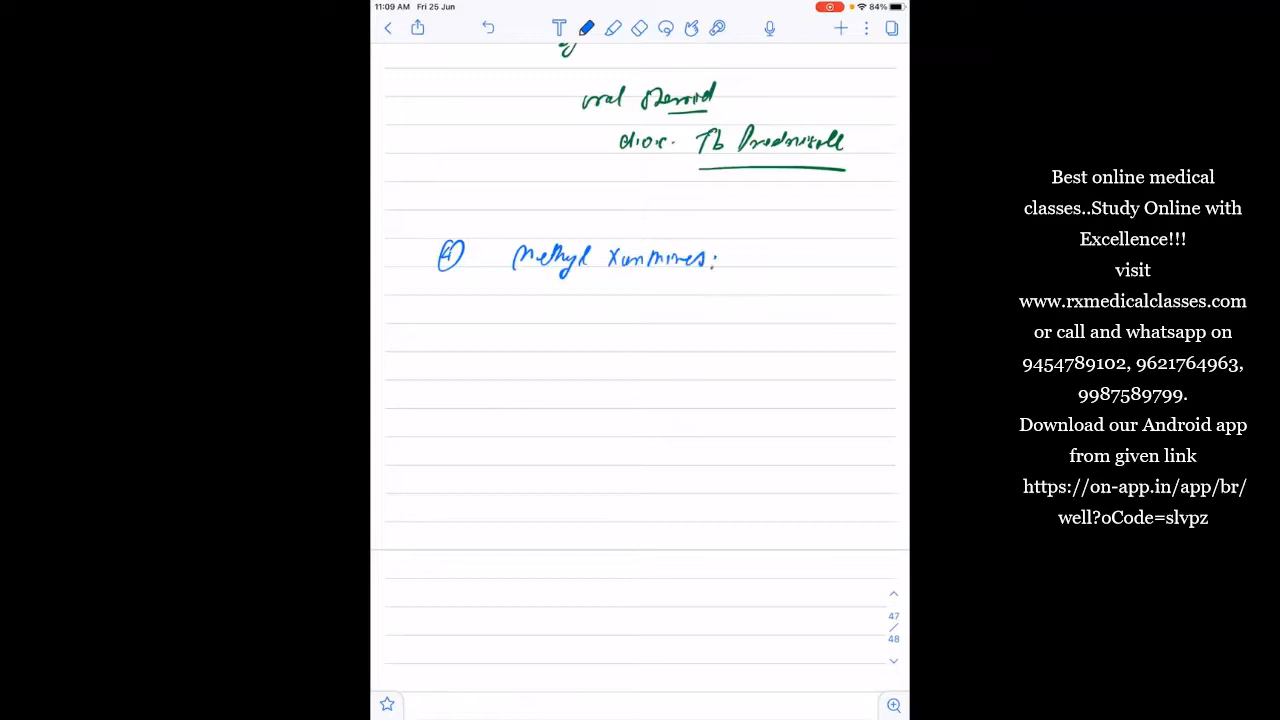 11:09 AM Fri 25 Jun
84%
oral Steroid
Tb
④ Methyl Xanthines:
47
/
48
Best online medical
classes..Study Online with
Excellence!!!
visit
www.rxmedicalclasses.com
or call and whatsapp on
9454789102, 9621764963,
9987589799.
Download our Android app
from given link
https://on-app.in/app/br/
well?oCode=slvpz